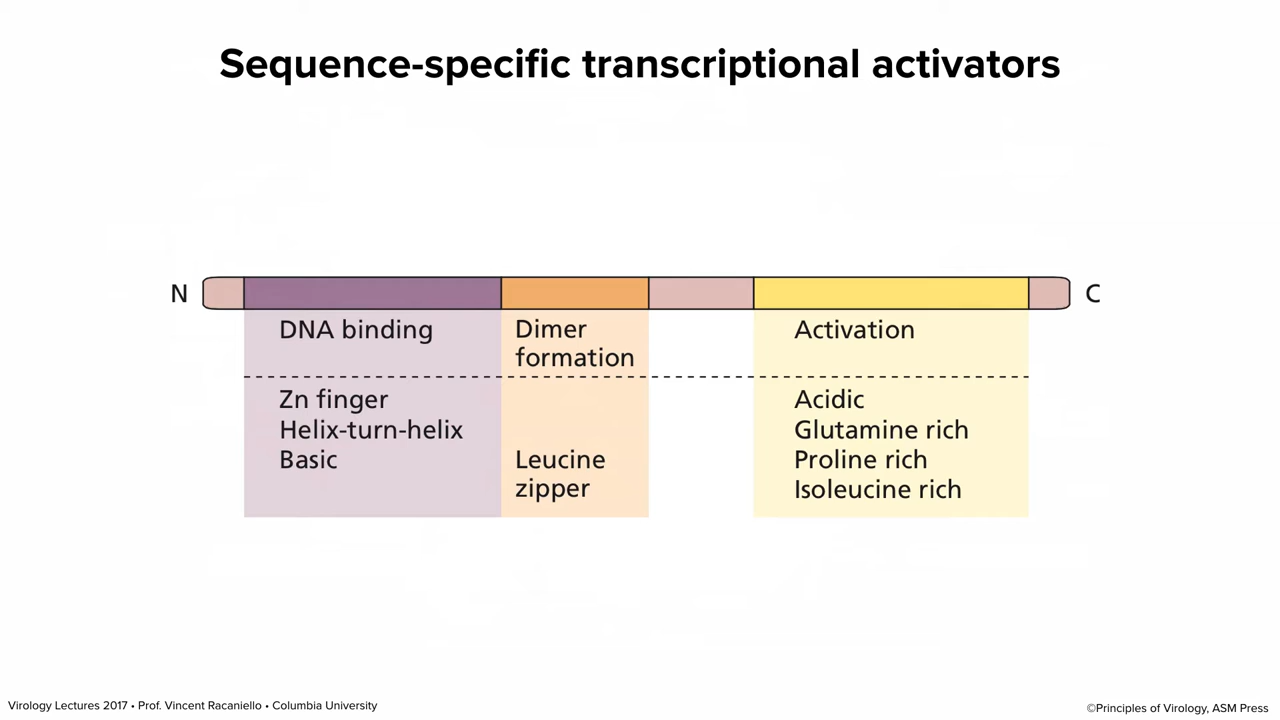 Sequence-specific transcriptional activators
N
C
DNA binding
Dimer
formation
Activation
Zn finger
Helix-turn-helix
Basic
Leucine
zipper
Acidic
Glutamine rich
Proline rich
Isoleucine rich
Virology Lectures 2017 • Prof. Vincent Racaniello • Columbia University
©Principles of Virology, ASM Press